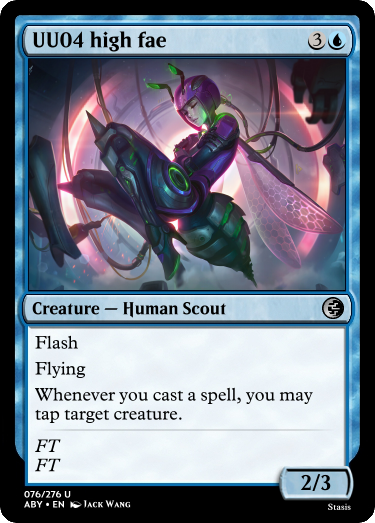 UU04 high fae 3
Creature — Human Scout
Flash
Flying
Whenever you cast a spell, you may
tap target creature.
FT
FT
2/3
076/276 U
ABY • EN Jack Wang
Stasis